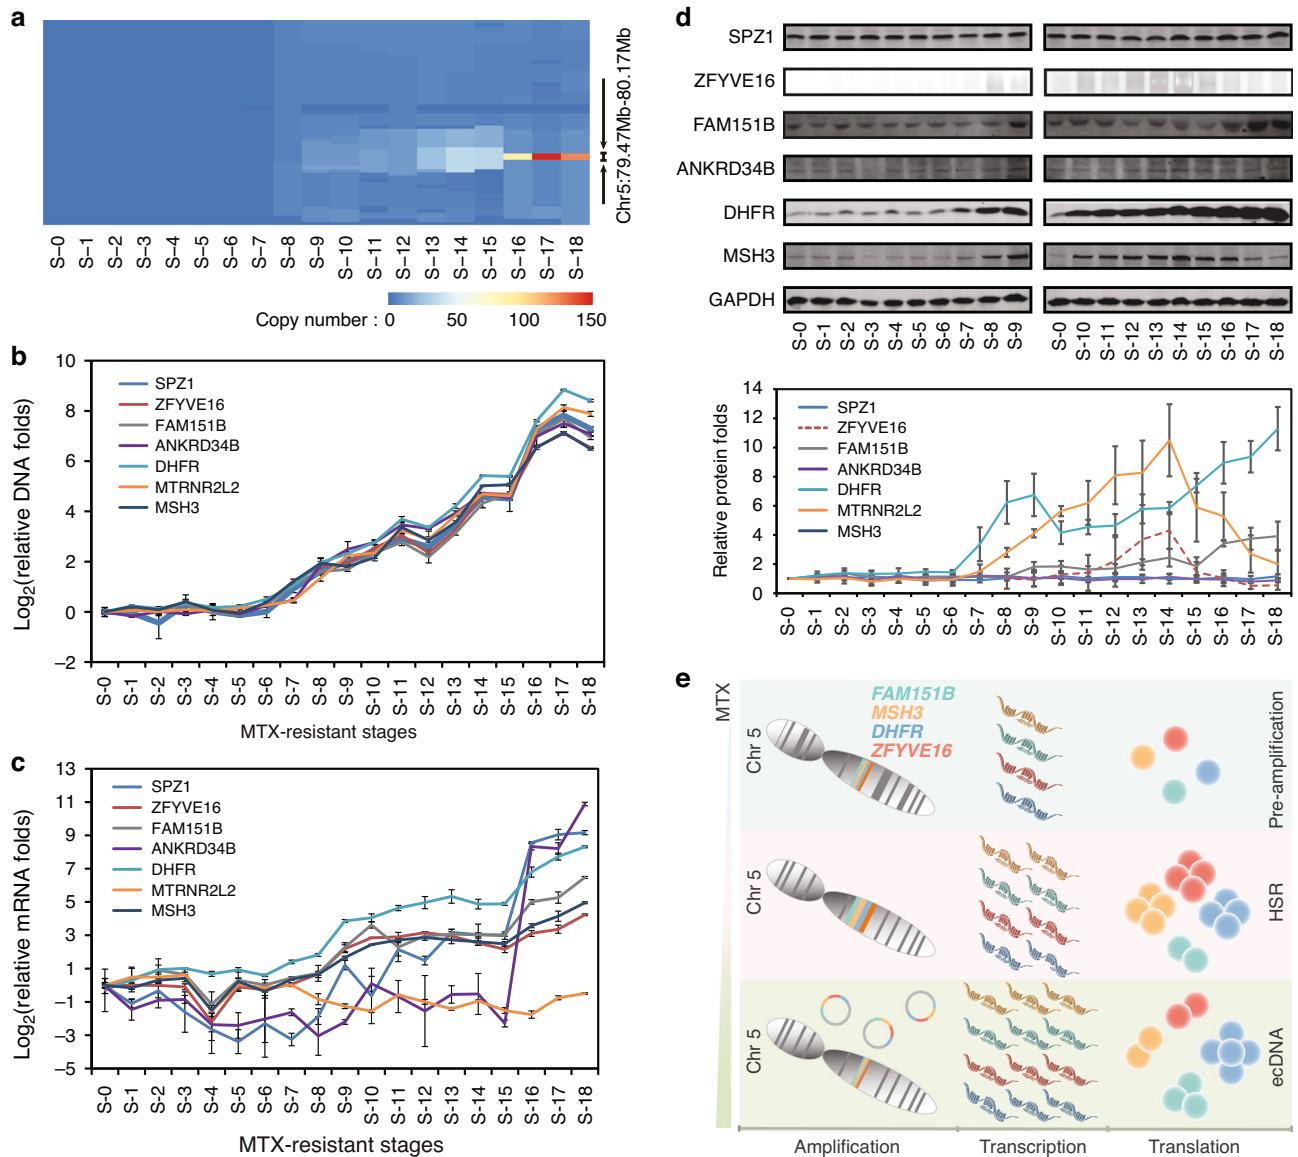 a
Chr5:79.47Mb-80.17Mb
S-0 S-1 S-2 S-3 S-4 S-5 S-6 S-7 S-8 S-9 S-10 S-11 S-12 S-13 S-14 S-15 S-16 S-17 S-18
Copy number : 0 50 100 150
b
Log2(relative DNA folds)
10
8
6
4
2
0
−2
SPZ1
ZFYVE16
FAM151B
ANKRD34B
DHFR
MTRNR2L2
MSH3
S-0 S-1 S-2 S-3 S-4 S-5 S-6 S-7 S-8 S-9 S-10 S-11 S-12 S-13 S-14 S-15 S-16 S-17 S-18
MTX-resistant stages
c
Log2(relative mRNA folds)
13
11
9
7
5
3
1
−1
−3
−5
SPZ1
ZFYVE16
FAM151B
ANKRD34B
DHFR
MTRNR2L2
MSH3
S-0 S-1 S-2 S-3 S-4 S-5 S-6 S-7 S-8 S-9 S-10 S-11 S-12 S-13 S-14 S-15 S-16 S-17 S-18
MTX-resistant stages
d
SPZ1
ZFYVE16
FAM151B
ANKRD34B
DHFR
MSH3
GAPDH
S-0 S-1 S-2 S-3 S-4 S-5 S-6 S-7 S-8 S-9 S-0 S-10 S-11 S-12 S-13 S-14 S-15 S-16 S-17 S-18
Relative protein folds
14
12
10
8
6
4
2
0
SPZ1
ZFYVE16
FAM151B
ANKRD34B
DHFR
MTRNR2L2
MSH3
S-0 S-1 S-2 S-3 S-4 S-5 S-6 S-7 S-8 S-9 S-10 S-11 S-12 S-13 S-14 S-15 S-16 S-17 S-18
e
MTX
Chr 5
FAM151B
MSH3
DHFR
ZFYVE16
Pre-amplification
Chr 5
HSR
Chr 5
ecDNA
Amplification Transcription Translation